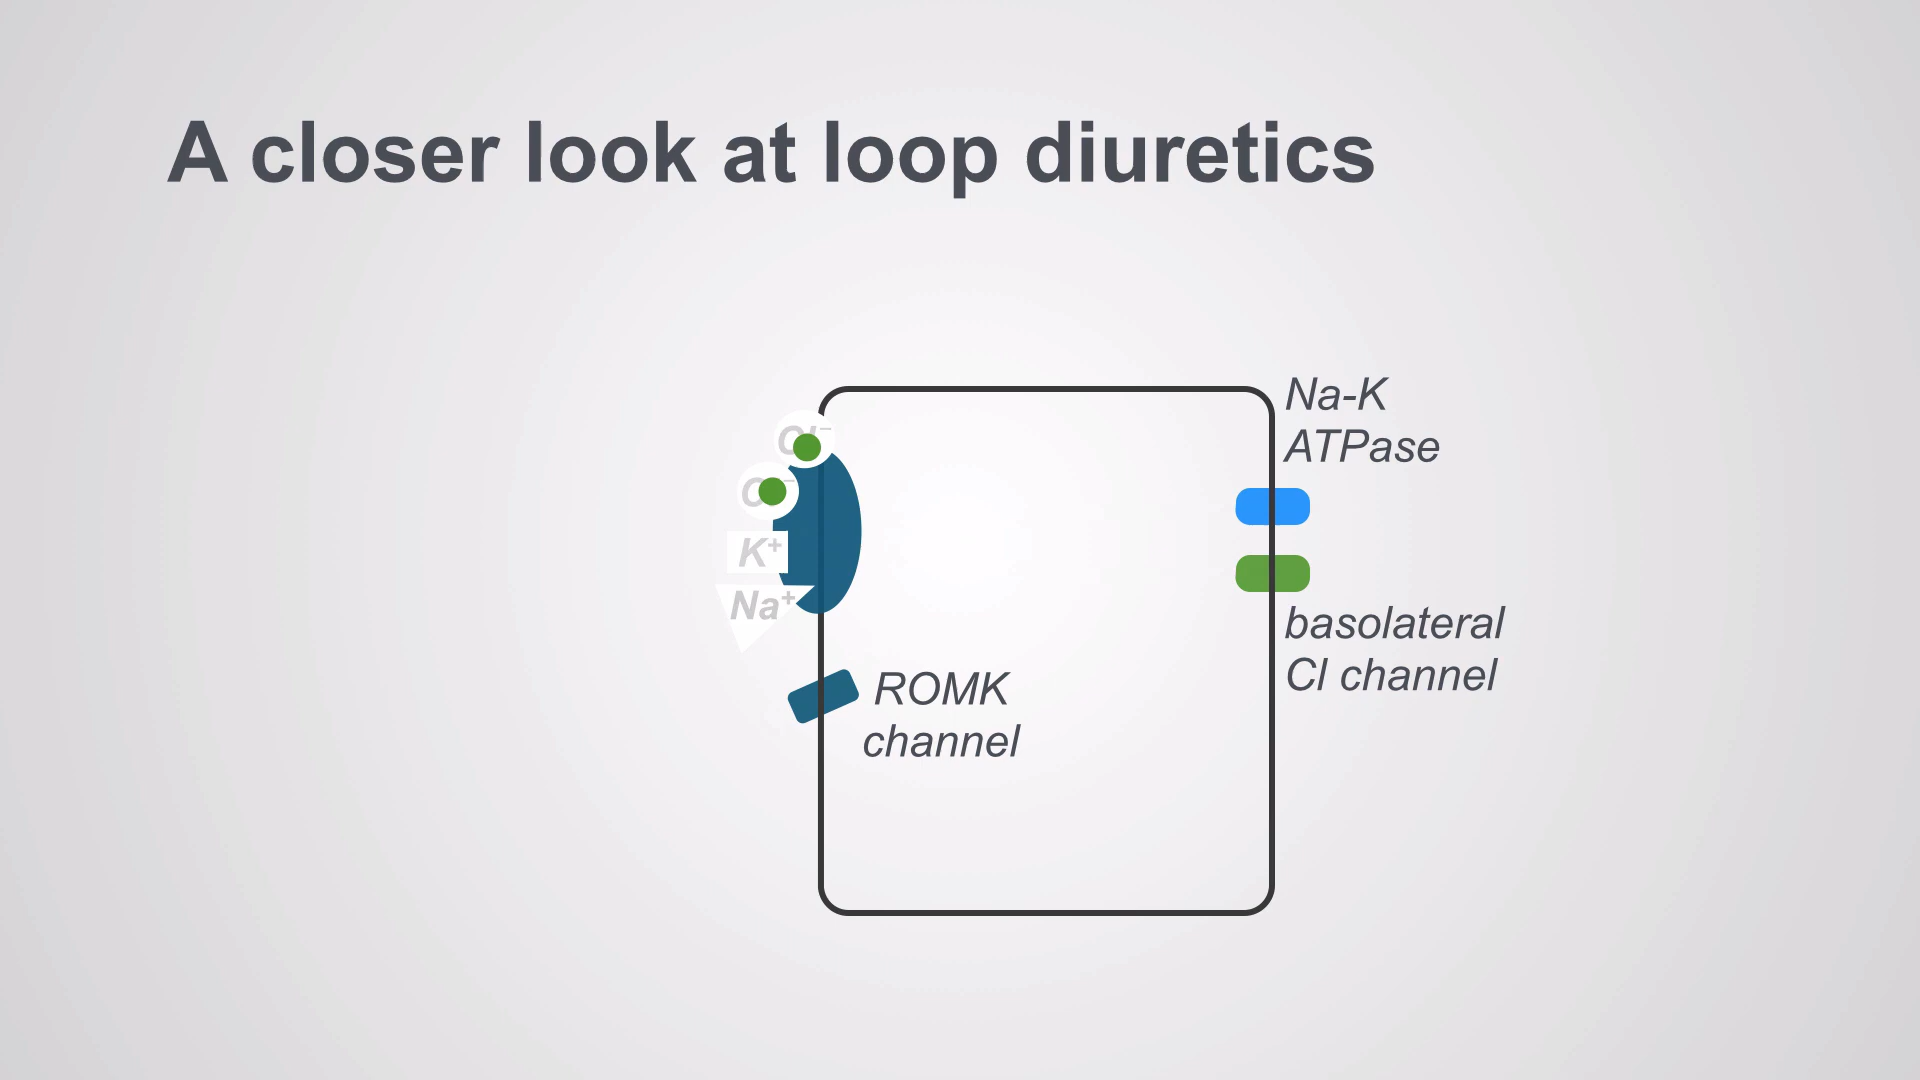 A closer look at loop diuretics
Na-K
ATPase
K⁺
Na⁺
basolateral
Cl channel
ROMK
channel